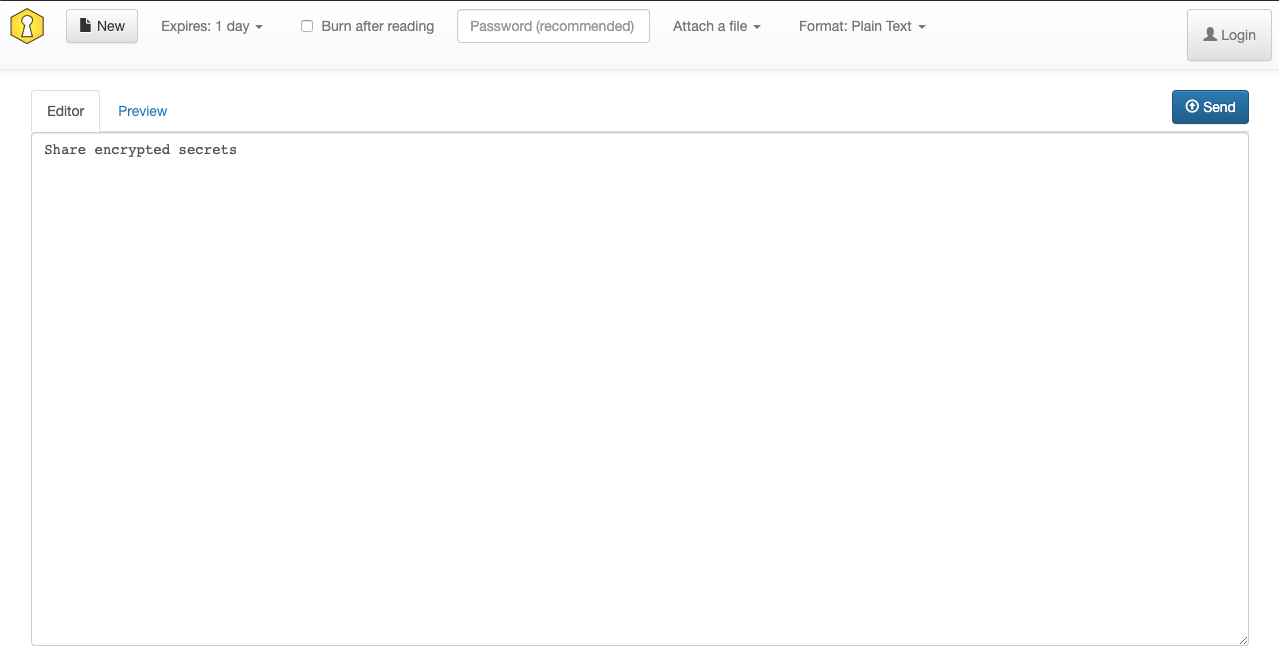 New Expires: 1 day Burn after reading Password (recommended) Attach a file Format: Plain Text Login
Editor Preview Send
Share encrypted secrets